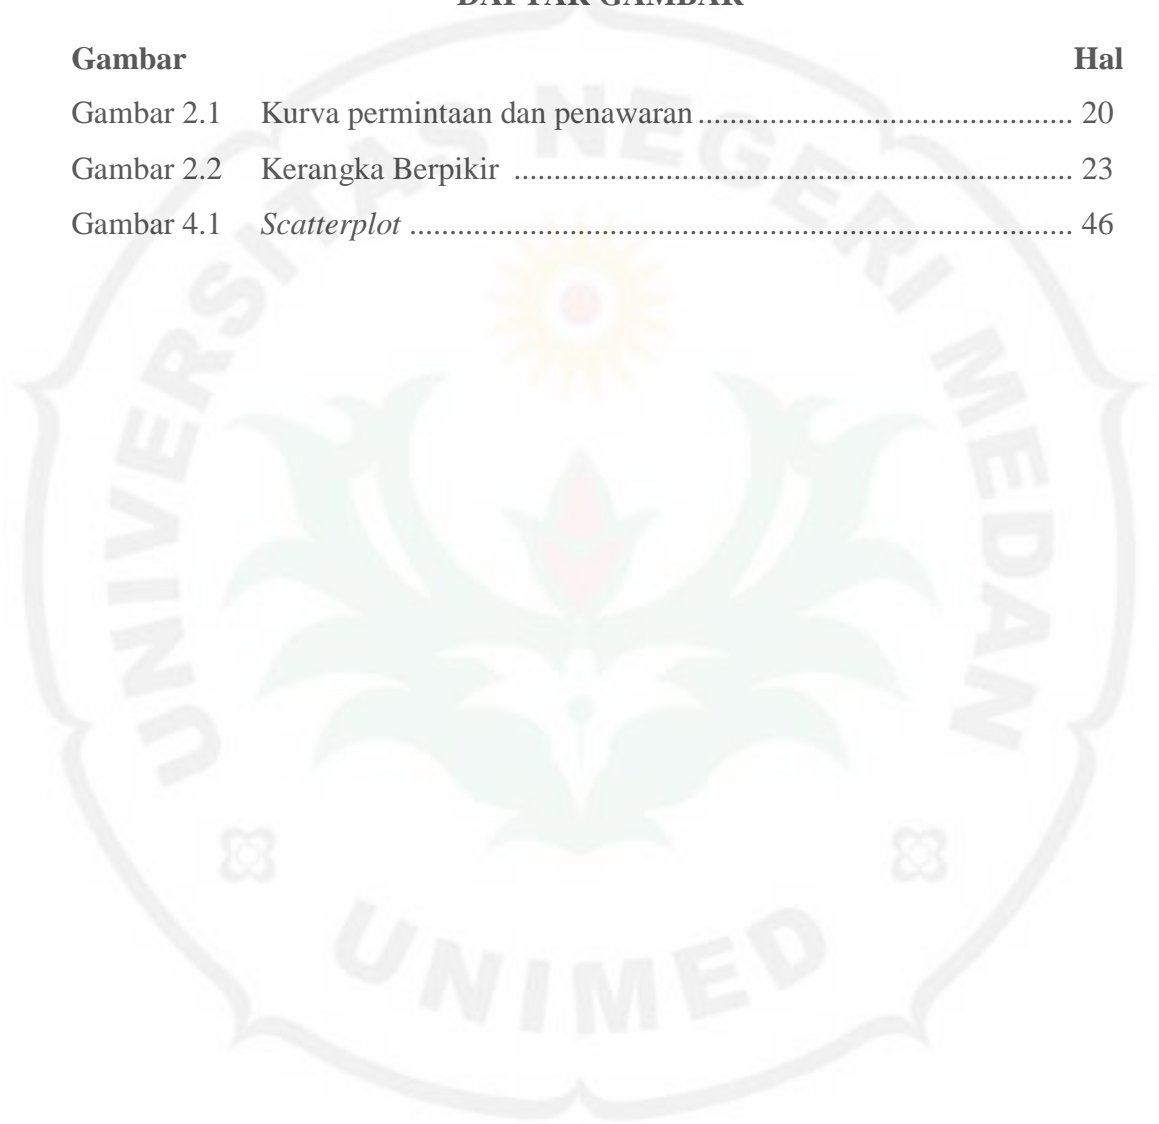 DAFTAR GAMBAR
Gambar Hal
Gambar 2.1 Kurva permintaan dan penawaran .............................................. 20
Gambar 2.2 Kerangka Berpikir ..................................................................... 23
Gambar 4.1 Scatterplot .................................................................................. 46
UNIVERSITAS NEGERI MEDAN
UNIMED